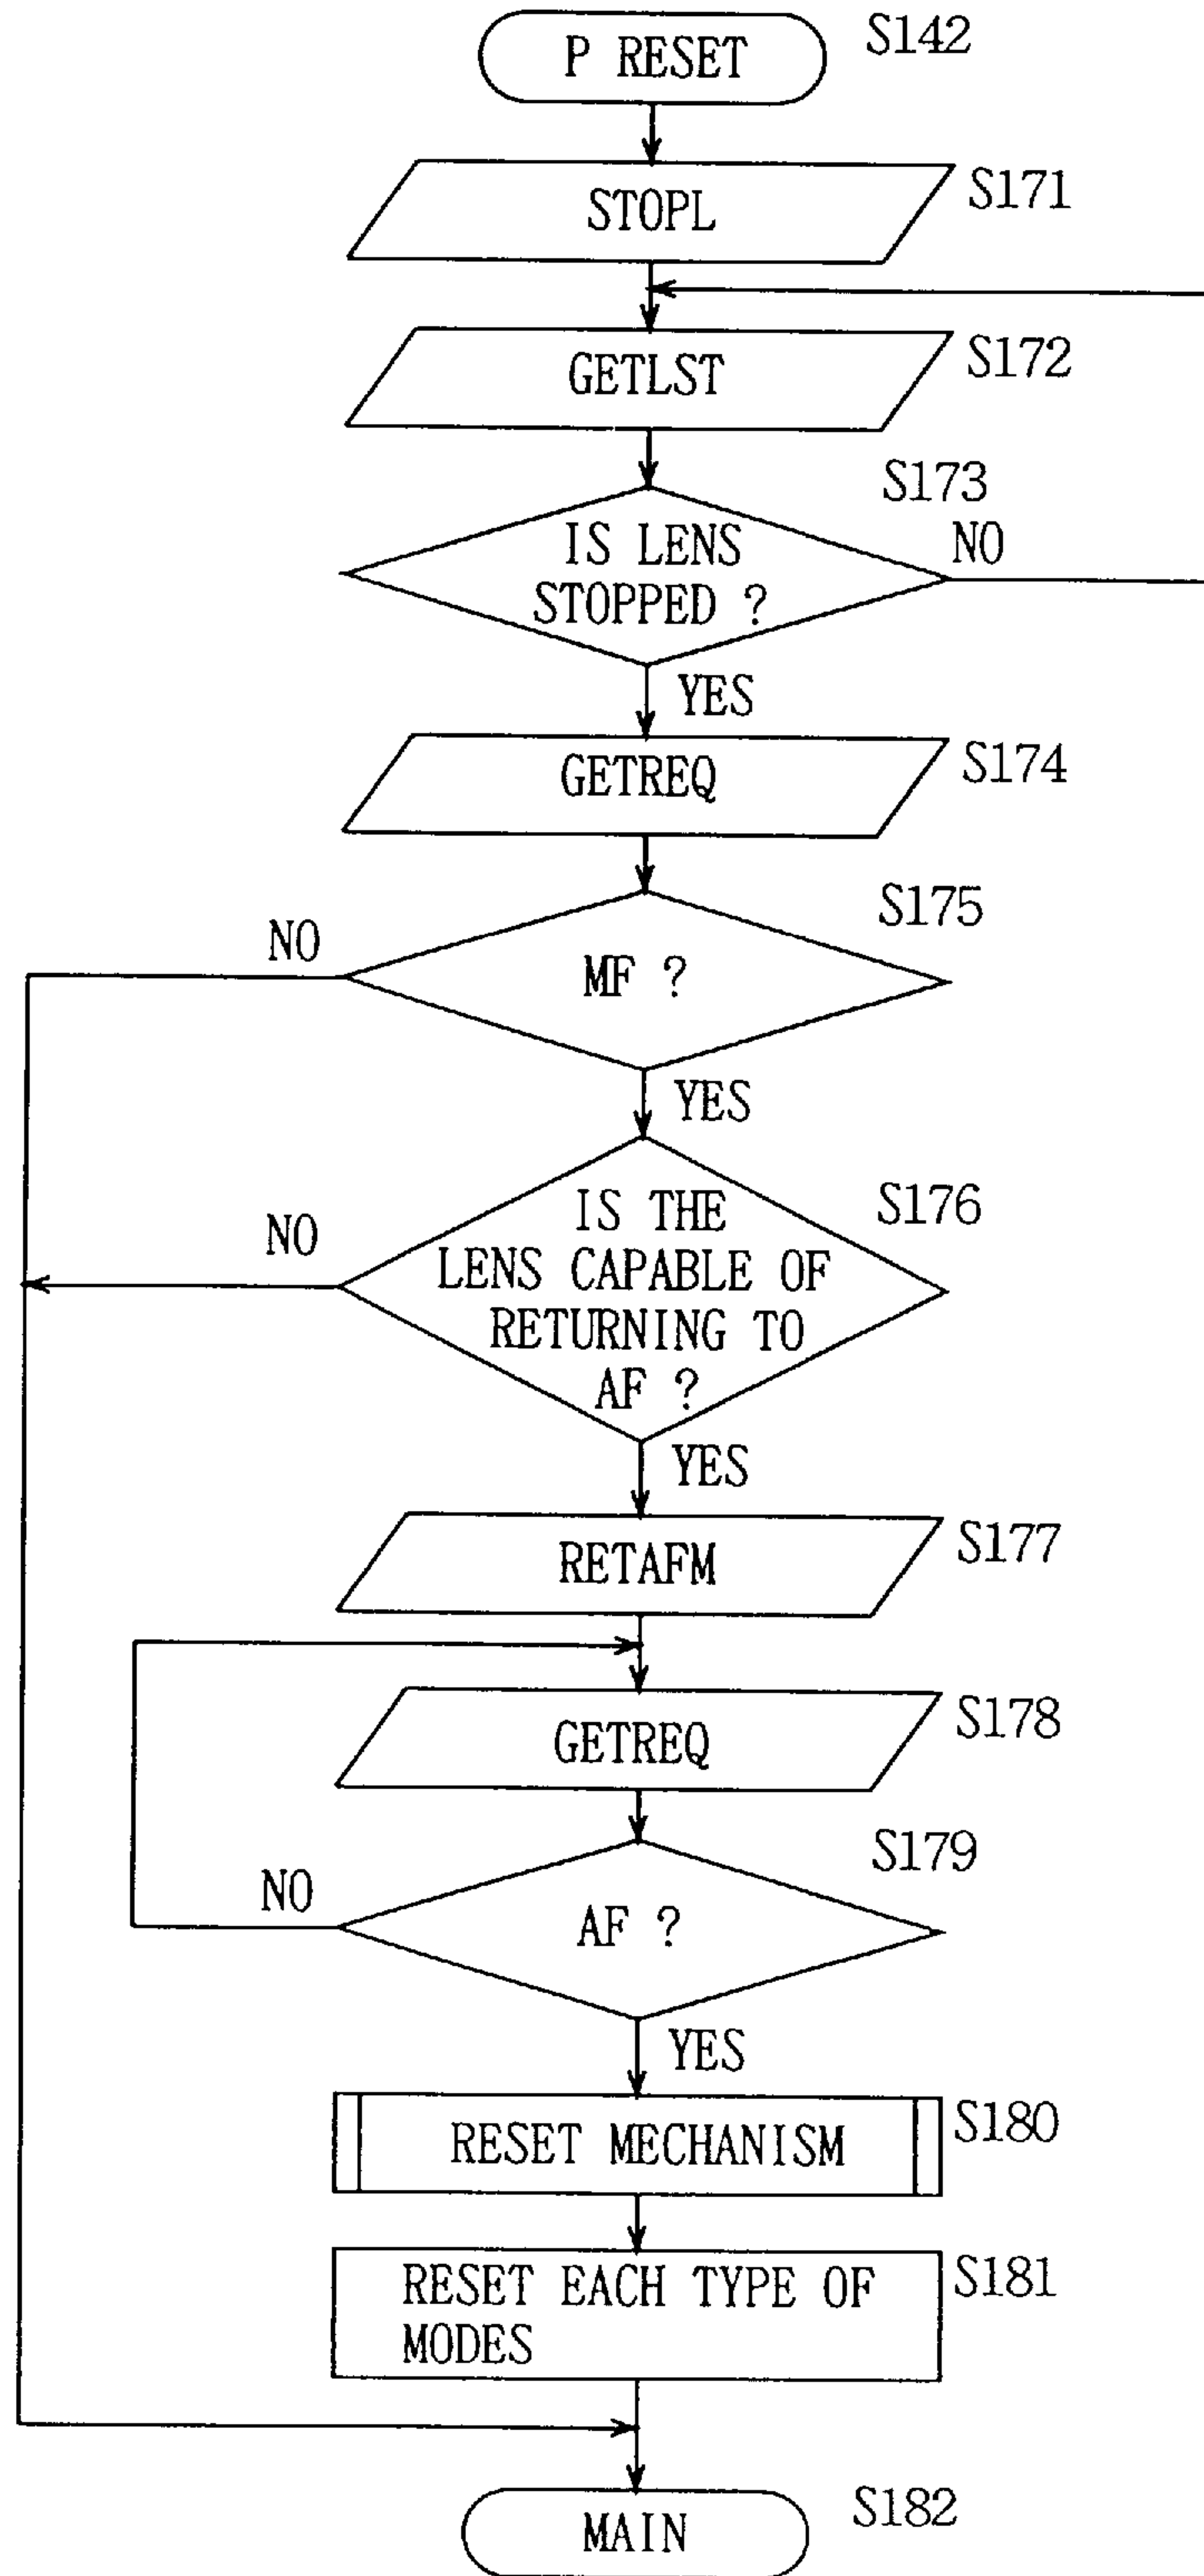 P RESET
S142
STOPL
S171
GETLST
S172
S173
IS LENS
STOPPED ?
NO
YES
GETREQ
S174
S175
NO
MF ?
YES
S176
NO
IS THE
LENS CAPABLE OF
RETURNING TO
AF ?
YES
RETAFM
S177
GETREQ
S178
S179
NO
AF ?
YES
RESET MECHANISM
S180
RESET EACH TYPE OF
MODES
S181
MAIN
S182